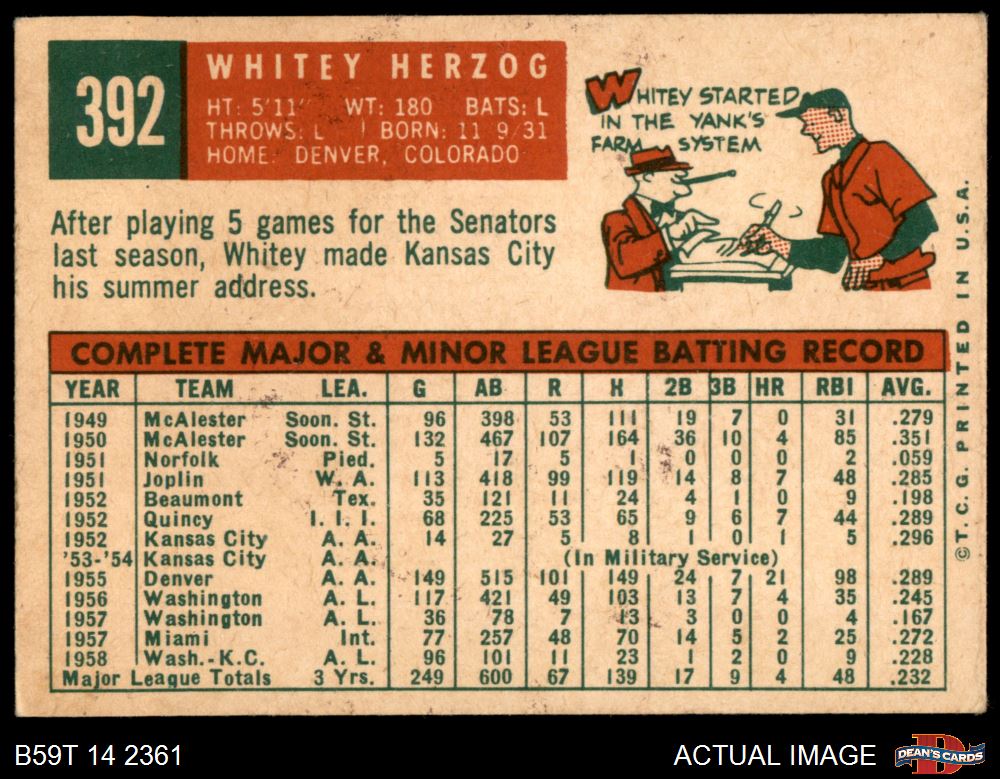 392
WHITEY HERZOG
HT: 5'11" WT: 180 BATS: L
THROWS: L BORN: 11 9 31
HOME: DENVER, COLORADO
WHITEY STARTED
IN THE YANK'S
FARM SYSTEM
After playing 5 games for the Senators
last season, Whitey made Kansas City
his summer address.
COMPLETE MAJOR & MINOR LEAGUE BATTING RECORD
YEAR TEAM LEA. G AB R H 2B 3B HR RBI AVG.
1949 McAlester Soon. St. 96 398 53 111 19 7 0 31 .279
1950 McAlester Soon. St. 132 467 107 164 36 10 4 85 .351
1951 Norfolk Pied. 5 17 5 1 0 0 0 2 .059
1951 Joplin W. A. 113 418 99 119 14 8 7 48 .285
1952 Beaumont Tex. 35 121 11 24 4 1 0 9 .198
1952 Quincy I. I. I. 68 225 53 65 9 6 7 44 .289
1952 Kansas City A. A. 14 27 5 8 1 0 1 5 .296
'53-'54 Kansas City A. A. (In Military Service)
1955 Denver A. A. 149 515 101 149 24 7 21 98 .289
1956 Washington A. L. 117 421 49 103 13 7 4 35 .245
1957 Washington A. L. 36 78 7 13 3 0 0 4 .167
1957 Miami Int. 77 257 48 70 14 5 2 25 .272
1958 Wash.-K.C. A. L. 96 101 11 23 1 2 0 9 .228
Major League Totals 3 Yrs. 249 600 67 139 17 9 4 48 .232
©T.C.G. PRINTED IN U.S.A.
B59T 14 2361
ACTUAL IMAGE
D
DEAN'S CARDS